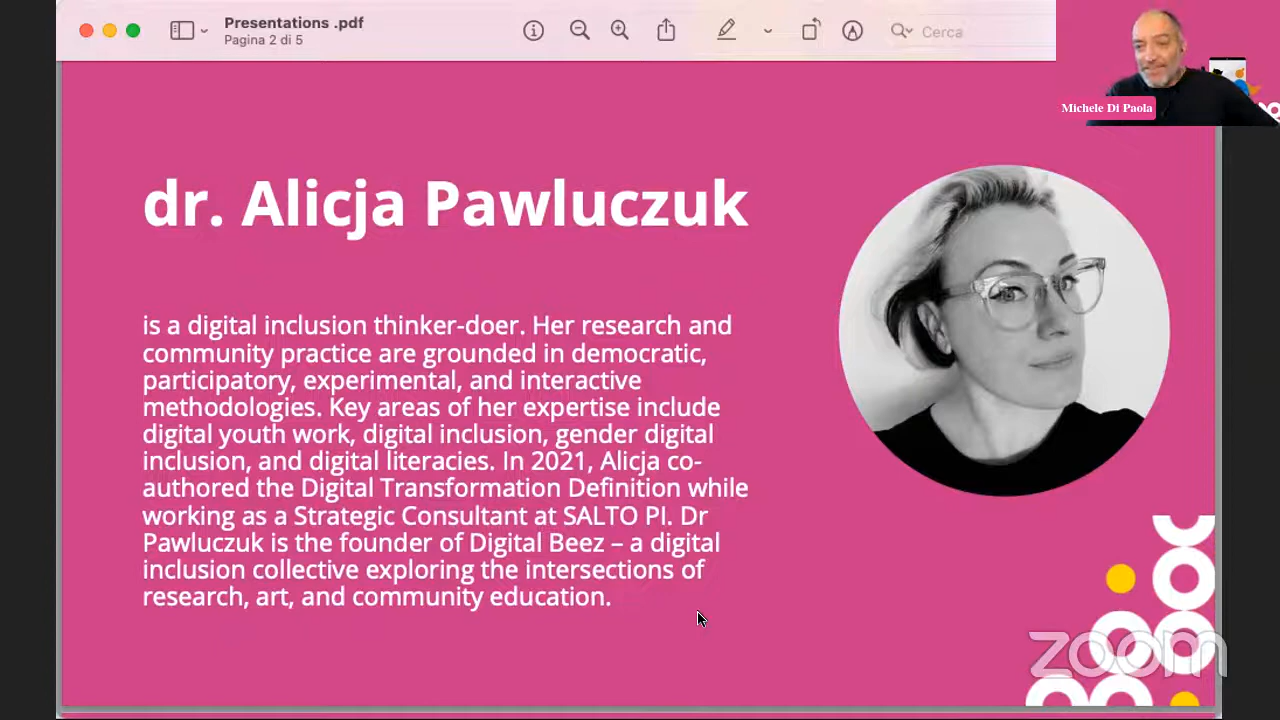 Presentations .pdf
Pagina 2 di 5
Cerca
Michele Di Paola
dr. Alicja Pawluczuk
is a digital inclusion thinker-doer. Her research and
community practice are grounded in democratic,
participatory, experimental, and interactive
methodologies. Key areas of her expertise include
digital youth work, digital inclusion, gender digital
inclusion, and digital literacies. In 2021, Alicja co-
authored the Digital Transformation Definition while
working as a Strategic Consultant at SALTO PI. Dr
Pawluczuk is the founder of Digital Beez – a digital
inclusion collective exploring the intersections of
research, art, and community education.
zoom